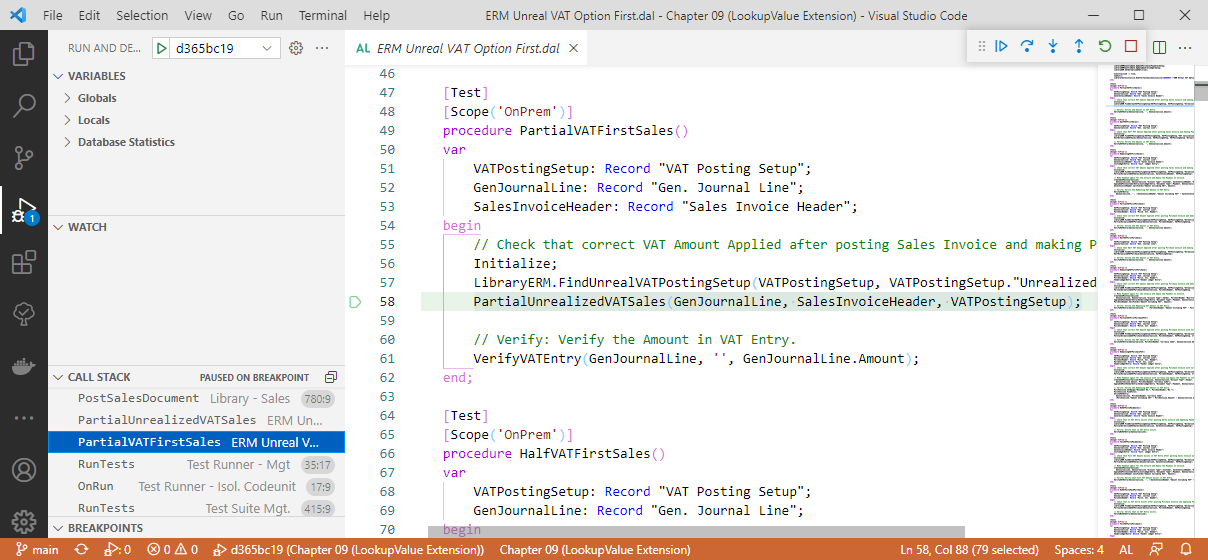 File Edit Selection View Go Run Terminal Help ERM Unreal VAT Option First.dal - Chapter 09 (LookupValue Extension) - Visual Studio Code
RUN AND DE... d365bc19 ...
VARIABLES
Globals
Locals
Database Statistics
WATCH
CALL STACK PAUSED ON BREAKPOINT
PostSalesDocument Library - Sales 780:9
PartialUnrealizedVATSales ERM Un...
PartialVATFirstSales ERM Unreal V...
RunTests Test Runner - Mgt 35:17
OnRun Test Runner - Isol. Codeunit 17:9
RunTests Test Suite Mgt. 415:9
BREAKPOINTS
1
AL ERM Unreal VAT Option First.dal
46
47 [Test]
48 [Scope('OnPrem')]
49 procedure PartialVATFirstSales()
50 var
51 VATPostingSetup: Record "VAT Posting Setup";
52 GenJournalLine: Record "Gen. Journal Line";
53 SalesInvoiceHeader: Record "Sales Invoice Header";
54 begin
55 // Check that correct VAT Amount Applied after posting Sales Invoice and making P
56 Initialize;
57 LibraryERM.FindUnrealVATPostingSetup(VATPostingSetup, VATPostingSetup."Unrealized
58 PartialUnrealizedVATSales(GenJournalLine, SalesInvoiceHeader, VATPostingSetup);
59
60 // Verify: Verify the Amount in VAT Entry.
61 VerifyVATEntry(GenJournalLine, '', GenJournalLine.Amount);
62 end;
63
64 [Test]
65 [Scope('OnPrem')]
66 procedure HalfVATFirstSales()
67 var
68 VATPostingSetup: Record "VAT Posting Setup";
69 GenJournalLine: Record "Gen. Journal Line";
70 begin
main 0 0 0 d365bc19 (Chapter 09 (LookupValue Extension)) Chapter 09 (LookupValue Extension) Ln 58, Col 88 (79 selected) Spaces: 4 AL